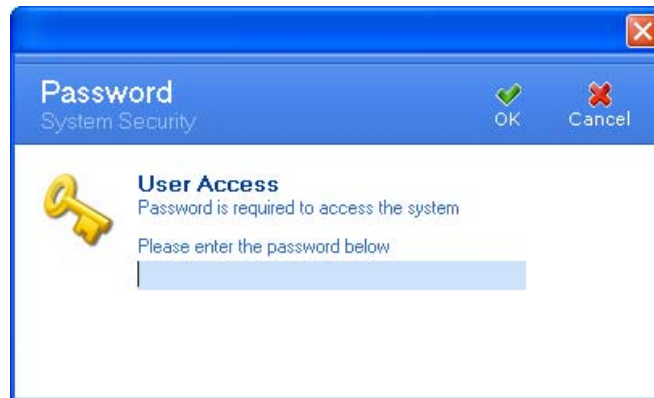 Password
System Security
OK
Cancel
User Access
Password is required to access the system
Please enter the password below